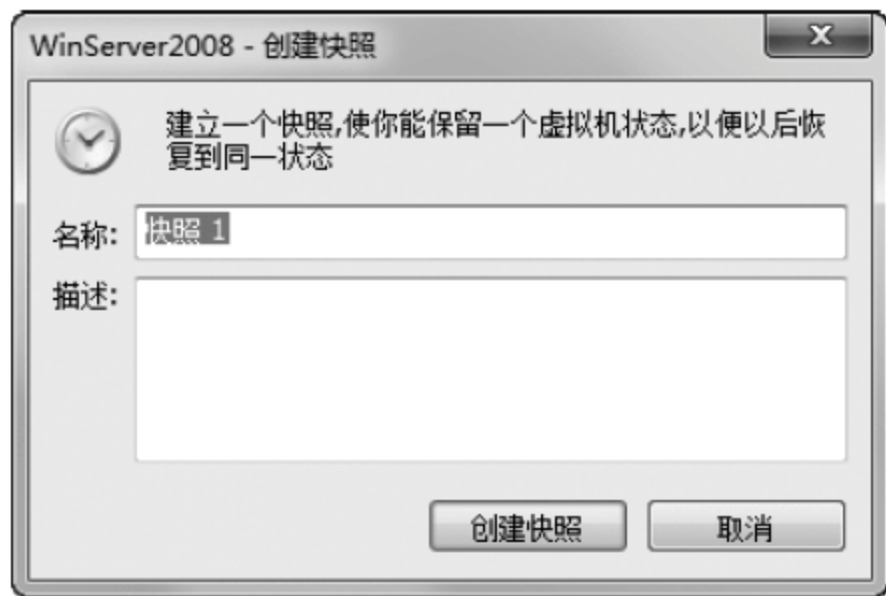 WinServer2008 - 创建快照
建立一个快照,使你能保留一个虚拟机状态,以便以后恢
复到同一状态
名称:
快照 1
描述:
创建快照
取消